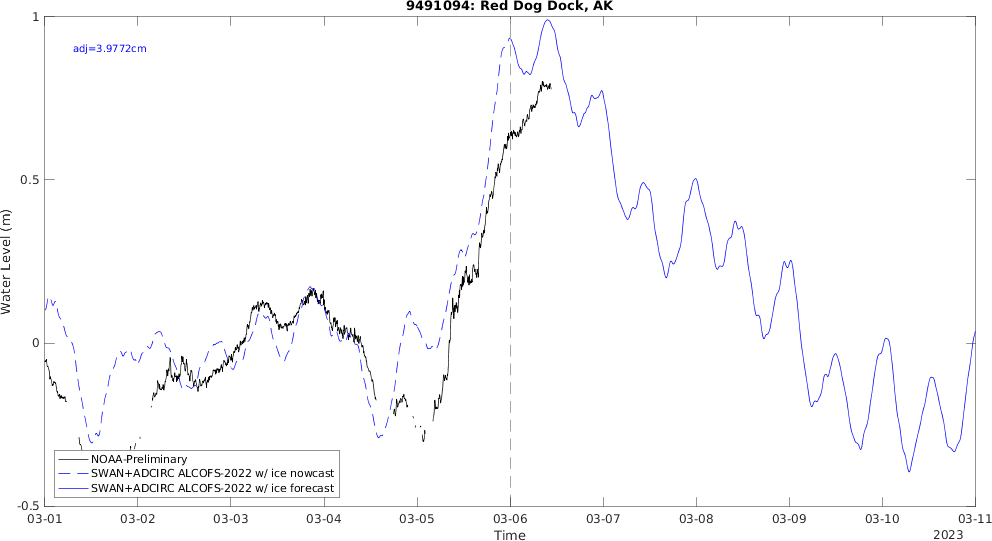 9491094: Red Dog Dock, AK
adj=3.9772cm
1
0.5
0
-0.5
Water Level (m)
NOAA-Preliminary
SWAN+ADCIRC ALCOFS-2022 w/ ice nowcast
SWAN+ADCIRC ALCOFS-2022 w/ ice forecast
03-01 03-02 03-03 03-04 03-05 03-06 03-07 03-08 03-09 03-10 03-11
Time
2023